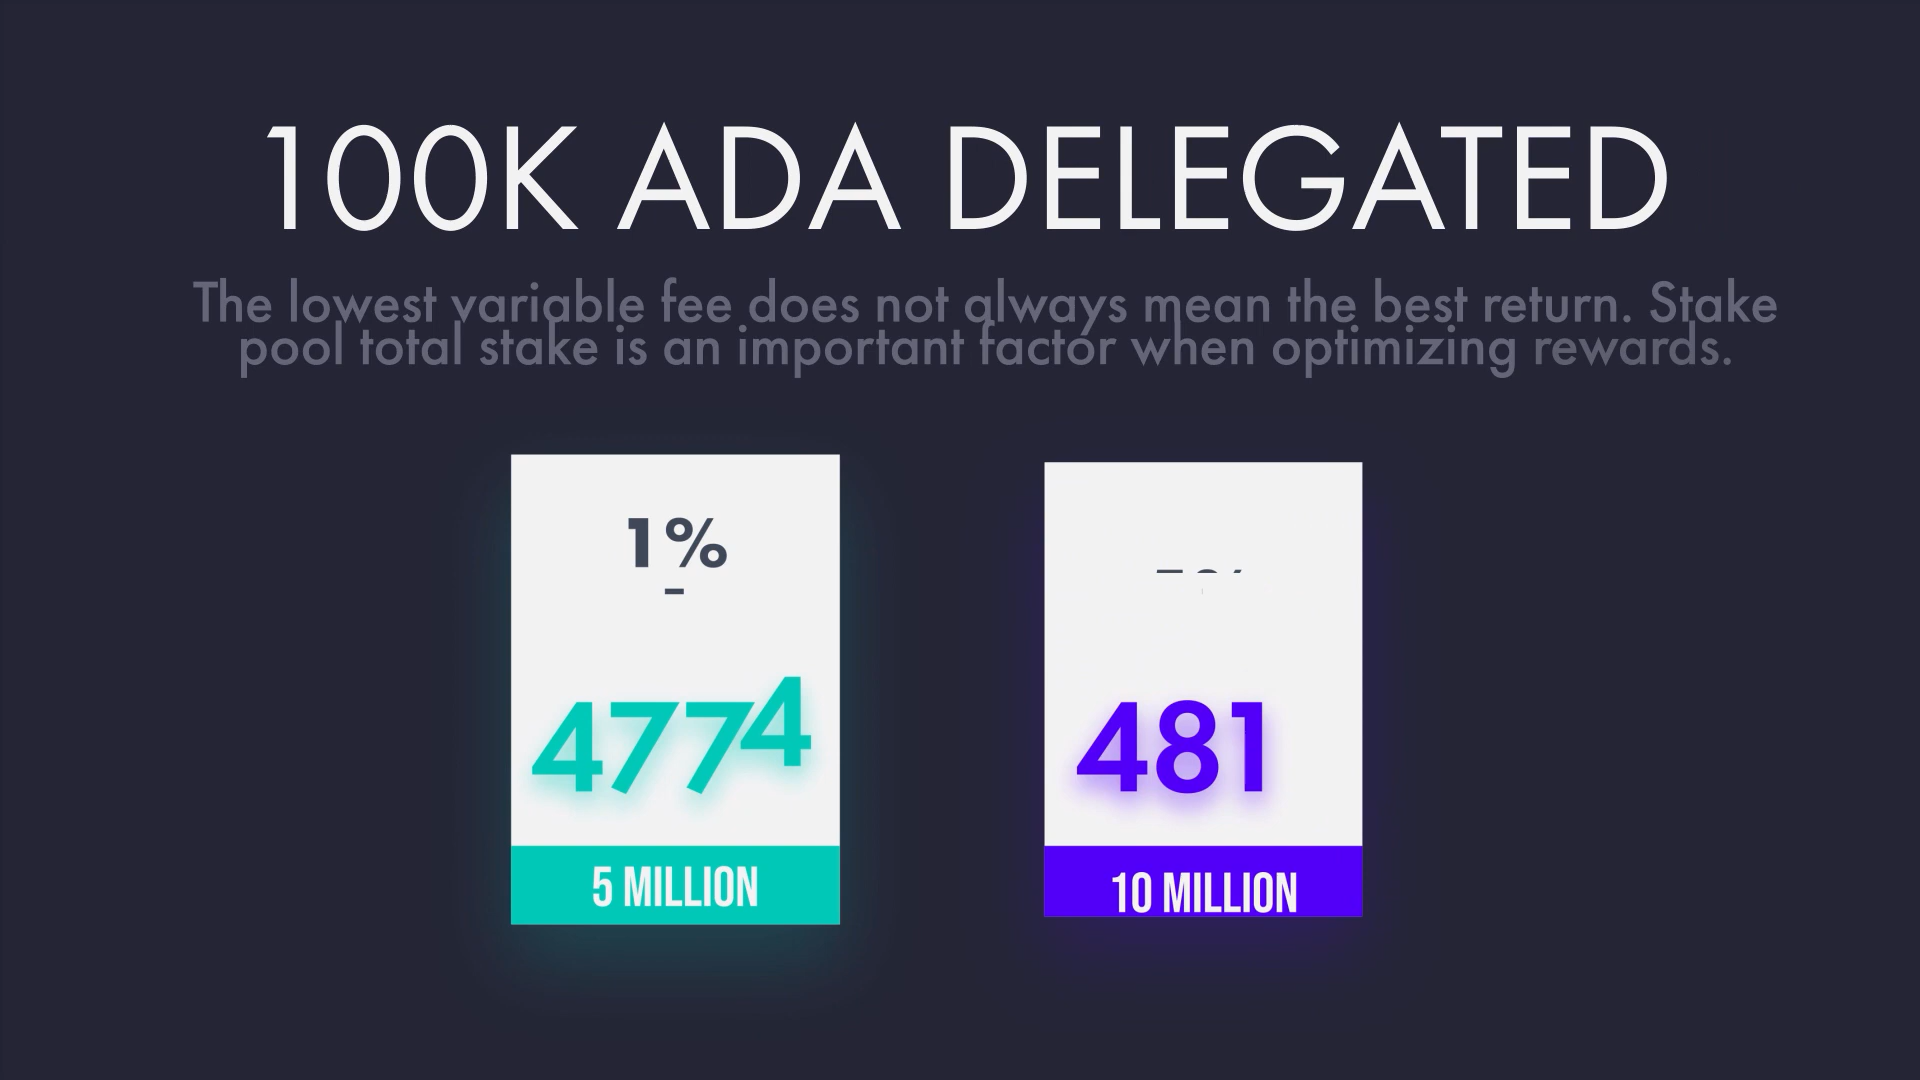 100K ADA DELEGATED
The lowest variable fee does not always mean the best return. Stake
pool total stake is an important factor when optimizing rewards.
1%
-
4774
481
5 MILLION
10 MILLION